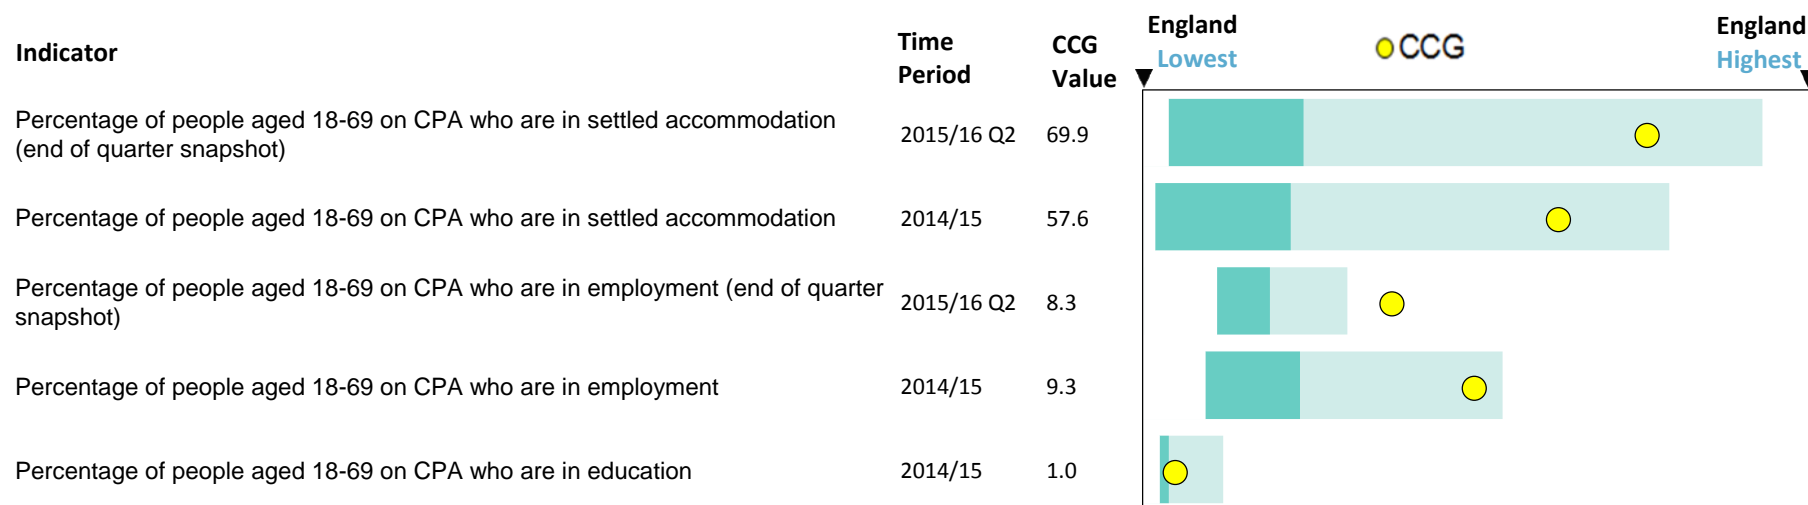 Indicator
Time
Period
CCG
Value
England
Lowest
CCG
England
Highest
Percentage of people aged 18-69 on CPA who are in settled accommodation
(end of quarter snapshot)
2015/16 Q2
69.9
Percentage of people aged 18-69 on CPA who are in settled accommodation
2014/15
57.6
Percentage of people aged 18-69 on CPA who are in employment (end of quarter
snapshot)
2015/16 Q2
8.3
Percentage of people aged 18-69 on CPA who are in employment
2014/15
9.3
Percentage of people aged 18-69 on CPA who are in education
2014/15
1.0